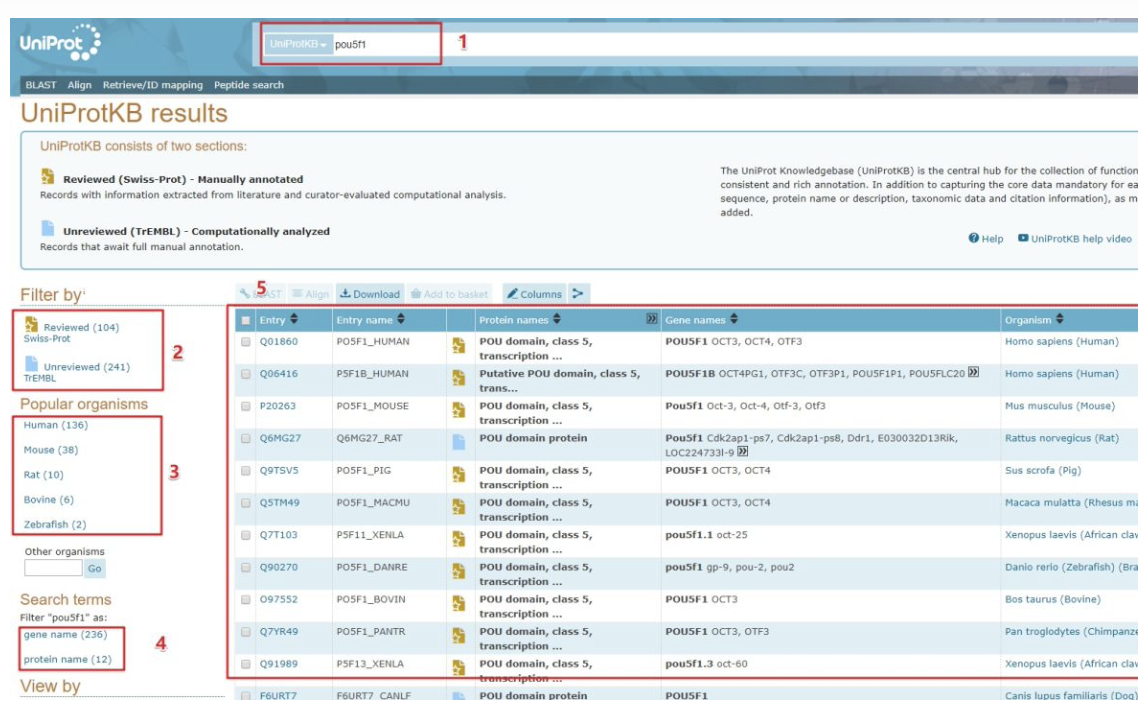 UniProt
UniProtKB pou5f1
1
BLAST Align Retrieve/ID mapping Peptide search
UniProtKB results
UniProtKB consists of two sections:
Reviewed (Swiss-Prot) - Manually annotated
Records with information extracted from literature and curator-evaluated computational analysis.
Unreviewed (TrEMBL) - Computationally analyzed
Records that await full manual annotation.
The UniProt Knowledgebase (UniProtKB) is the central hub for the collection of function
consistent and rich annotation. In addition to capturing the core data mandatory for ea
sequence, protein name or description, taxonomic data and citation information), as m
added.
Help UniProtKB help video
Filter by
Reviewed (104)
Swiss-Prot
2
Unreviewed (241)
TrEMBL
Popular organisms
Human (136)
Mouse (38)
3
Rat (10)
Bovine (6)
Zebrafish (2)
Other organisms
Go
Search terms
Filter "pou5f1" as:
gene name (236)
4
protein name (12)
View by
5
BLAST Align Download Add to basket Columns
Entry Entry name Protein names Gene names Organism
Q01860 PO5F1_HUMAN POU domain, class 5, POU5F1 OCT3, OCT4, OTF3 Homo sapiens (Human)
transcription ...
Q06416 P5F1B_HUMAN Putative POU domain, class 5, POU5F1B OCT4PG1, OTF3C, OTF3P1, POU5F1P1, POU5FLC20 Homo sapiens (Human)
trans...
P20263 PO5F1_MOUSE POU domain, class 5, Pou5f1 Oct-3, Oct-4, Otf-3, Otf3 Mus musculus (Mouse)
transcription ...
Q6MG27 Q6MG27_RAT POU domain protein Pou5f1 Cdk2ap1-ps7, Cdk2ap1-ps8, Ddr1, E030032D13Rik, Rattus norvegicus (Rat)
LOC224733l-9
Q9TSV5 PO5F1_PIG POU domain, class 5, POU5F1 OCT3, OCT4 Sus scrofa (Pig)
transcription ...
Q5TM49 PO5F1_MACMU POU domain, class 5, POU5F1 OCT3, OCT4 Macaca mulatta (Rhesus ma
transcription ...
Q7T103 P5F11_XENLA POU domain, class 5, pou5f1.1 oct-25 Xenopus laevis (African clav
transcription ...
Q90270 PO5F1_DANRE POU domain, class 5, pou5f1 gp-9, pou-2, pou2 Danio rerio (Zebrafish) (Bra
transcription ...
O97552 PO5F1_BOVIN POU domain, class 5, POU5F1 OCT3 Bos taurus (Bovine)
transcription ...
Q7YR49 PO5F1_PANTR POU domain, class 5, POU5F1 OCT3, OTF3 Pan troglodytes (Chimpanze
transcription ...
Q91989 P5F13_XENLA POU domain, class 5, pou5f1.3 oct-60 Xenopus laevis (African clav
transcription ...
F6URT7 F6URT7_CANLF POU domain protein POU5F1 Canis lupus familiaris (Dog)